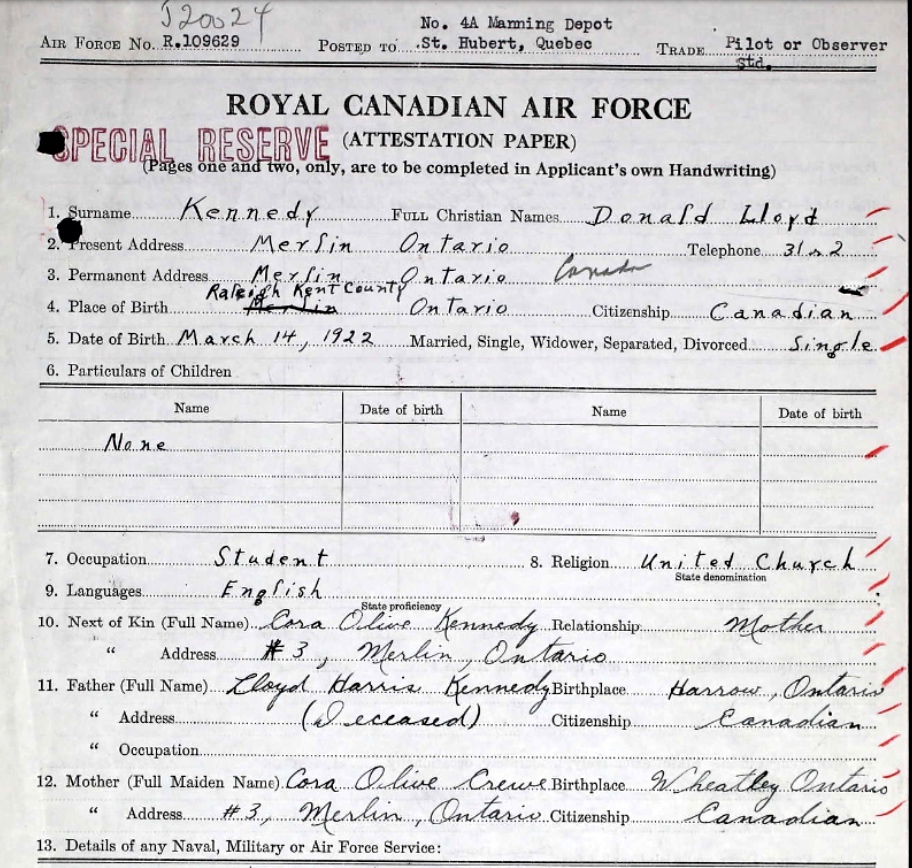 J20024
No. 4A Manning Depot
AIR FORCE No. R.109629 POSTED TO St. Hubert, Quebec TRADE Pilot or Observer
Std.
ROYAL CANADIAN AIR FORCE
SPECIAL RESERVE (ATTESTATION PAPER)
(Pages one and two, only, are to be completed in Applicant's own Handwriting)
1. Surname Kennedy FULL Christian Names Donald Lloyd
2. Present Address Merlin Ontario Telephone 31 r 2
3. Permanent Address Merlin Ontario Canada
Raleigh Kent County
4. Place of Birth Merlin Ontario Citizenship Canadian
5. Date of Birth March 14, 1922 Married, Single, Widower, Separated, Divorced Single
6. Particulars of Children
Name Date of birth Name Date of birth
None
7. Occupation Student 8. Religion United Church
State denomination
9. Languages English
State proficiency
10. Next of Kin (Full Name) Cora Olive Kennedy Relationship Mother
" Address #3, Merlin, Ontario
11. Father (Full Name) Lloyd Harris Kennedy Birthplace Harrow, Ontario
" Address (Deceased) Citizenship Canadian
" Occupation
12. Mother (Full Maiden Name) Cora Olive Crewe Birthplace Wheatley Ontario
" Address #3, Merlin, Ontario Citizenship Canadian
13. Details of any Naval, Military or Air Force Service: